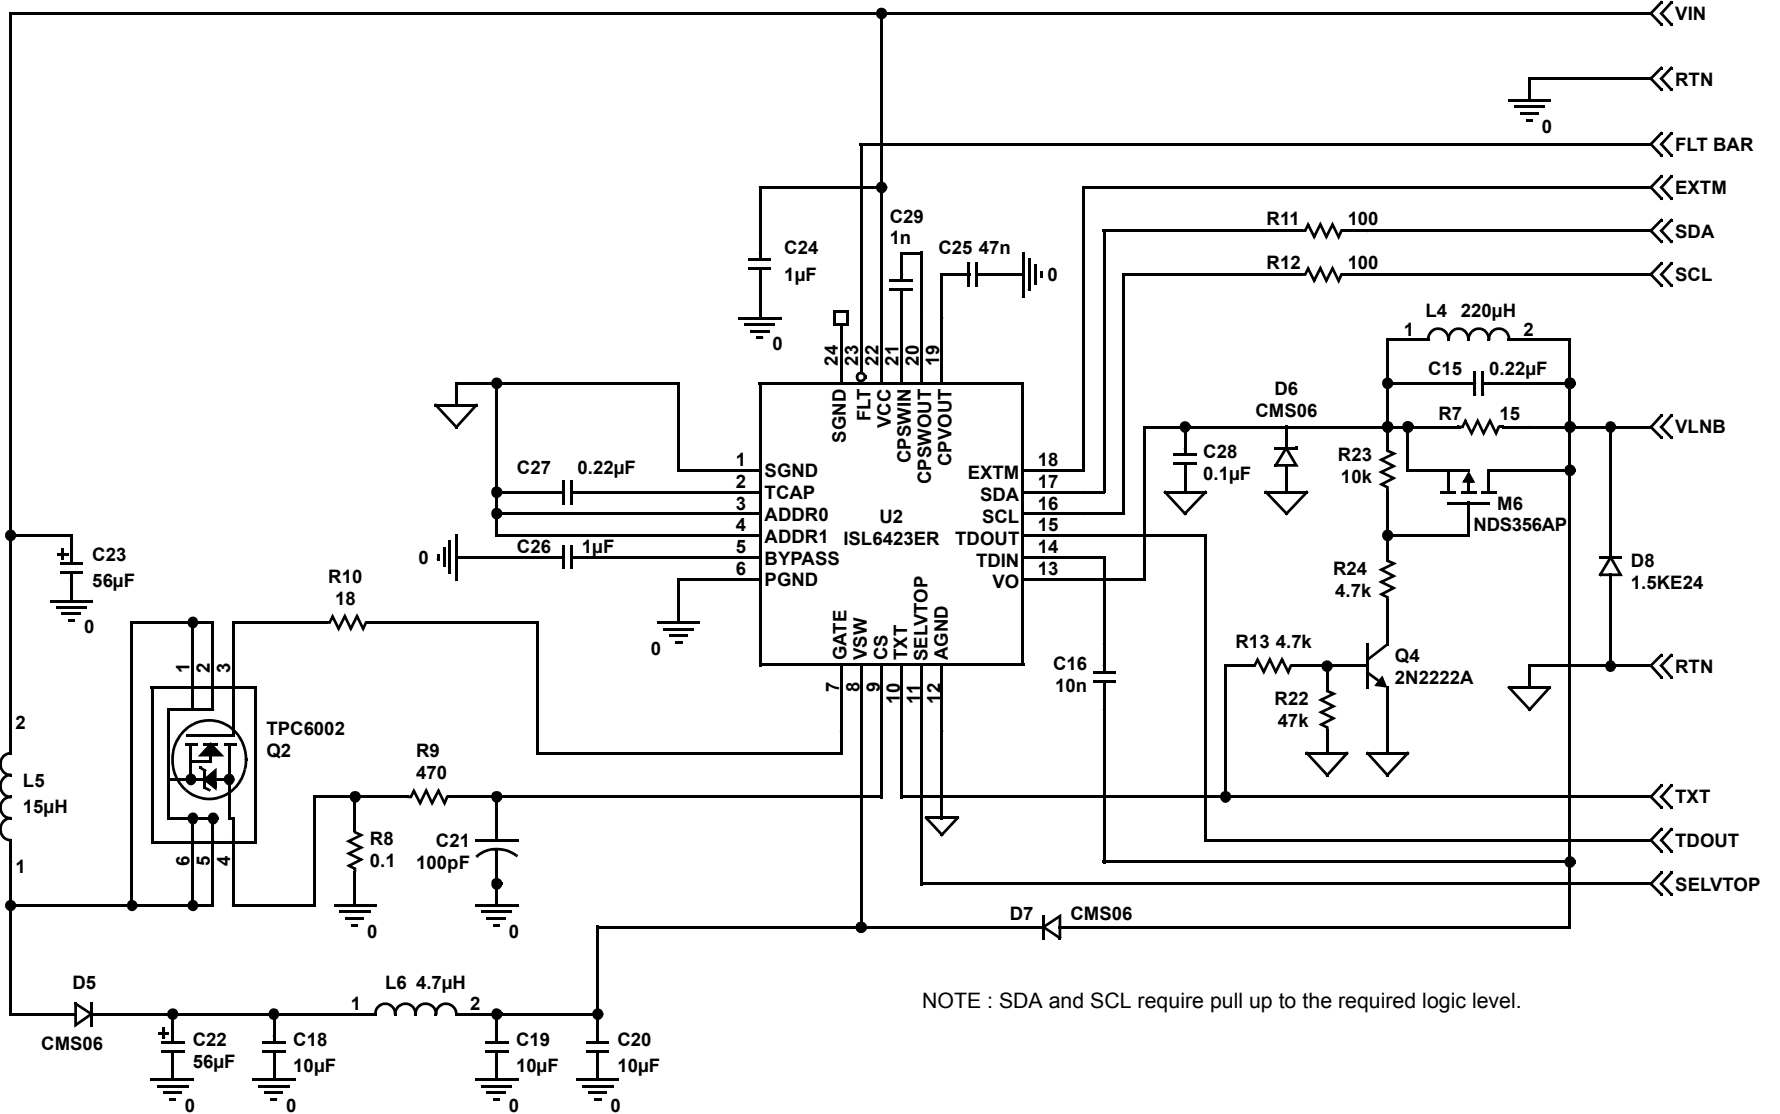 VIN
RTN
0
FLT BAR
EXTM
C29
1n
R11 100
SDA
C24
1µF
C25 47n
0
R12 100
SCL
0
L4 220µH
1 2
24 23 22 21 20 19
C15 0.22µF
SGND FLT VCC CPSWIN CPSWOUT CPVOUT
D6
CMS06
R7 15
VLNB
C28
0.1µF
R23
10k
M6
NDS356AP
C27 0.22µF
1 SGND
2 TCAP
3 ADDR0
4 ADDR1
5 BYPASS
6 PGND
U2
ISL6423ER
EXTM 18
SDA 17
SCL 16
TDOUT 15
TDIN 14
VO 13
0
C26 1µF
C23
56µF
+
0
R10
18
R24
4.7k
D8
1.5KE24
0
GATE VSW CS TXT SELVTOP AGND
7 8 9 10 11 12
R13 4.7k
Q4
2N2222A
RTN
C16
10n
R22
47k
1 2 3
TPC6002
Q2
6 5 4
2
L5
15µH
1
R9
470
TXT
R8
0.1
C21
100pF
TDOUT
SELVTOP
0
0
D7 CMS06
D5
CMS06
L6 4.7µH
1 2
NOTE : SDA and SCL require pull up to the required logic level.
+
C22
56µF
C18
10µF
C19
10µF
C20
10µF
0
0
0
0